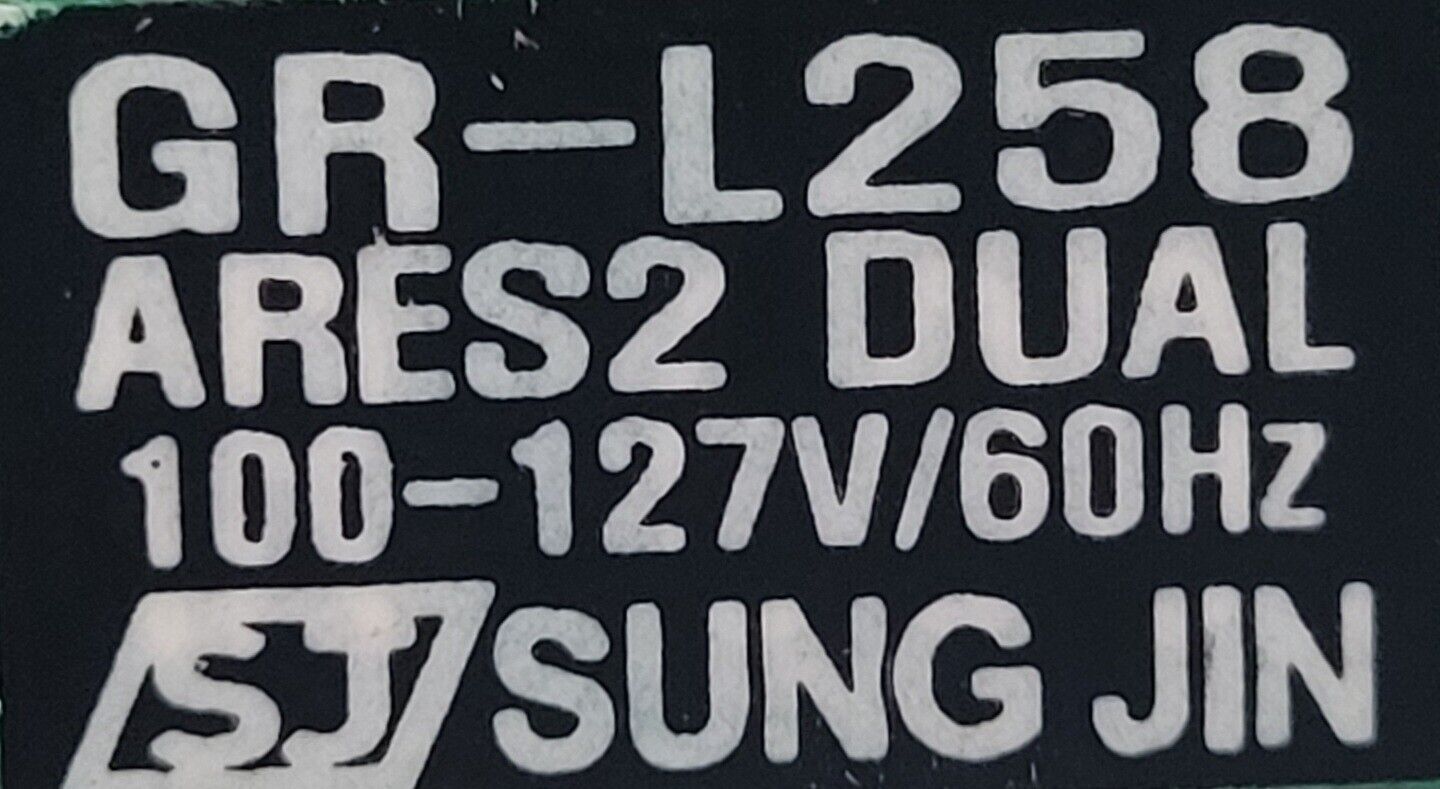 GR-L258
ARES2 DUAL
100-127V/60Hz
SJ SUNG JIN